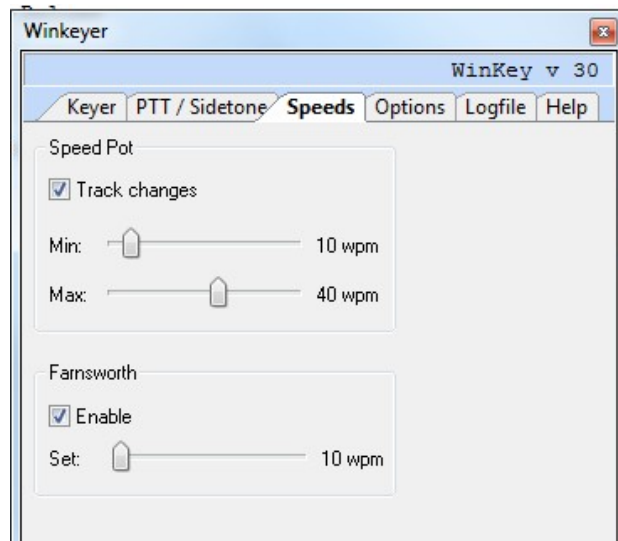 Winkeyer
WinKey v 30
Keyer PTT / Sidetone Speeds Options Logfile Help
Speed Pot
Track changes
Min: 10 wpm
Max: 40 wpm
Farnsworth
Enable
Set: 10 wpm